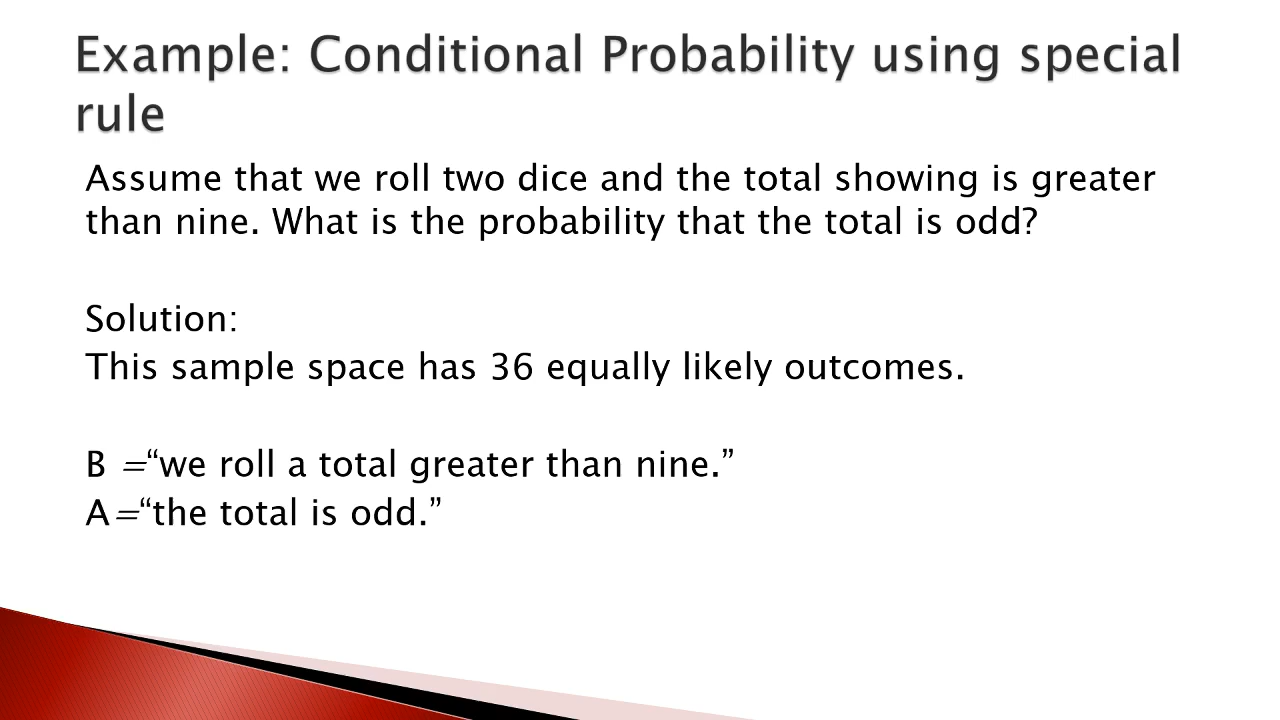 Example: Conditional Probability using special
rule
Assume that we roll two dice and the total showing is greater
than nine. What is the probability that the total is odd?
Solution:
This sample space has 36 equally likely outcomes.
B =“we roll a total greater than nine.”
A=“the total is odd.”